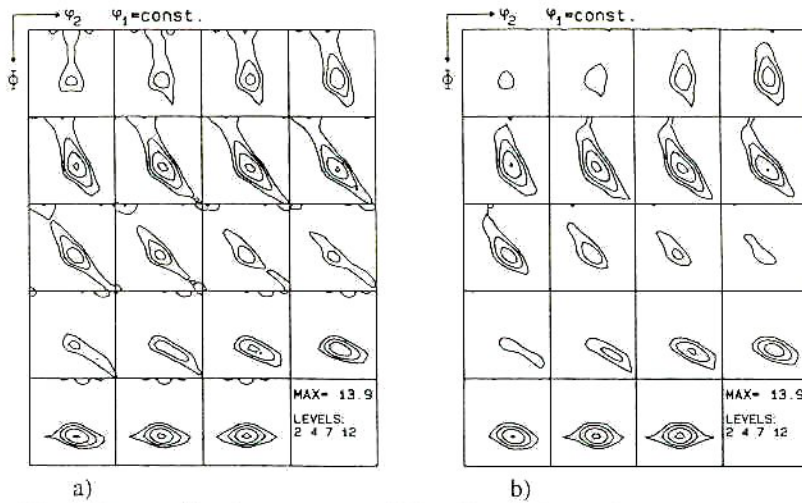 φ₂ φ₁=const.
Φ
MAX= 13.9
LEVELS:
2 4 7 12
a)
φ₂ φ₁=const.
Φ
MAX= 13.9
LEVELS:
2 4 7 12
b)